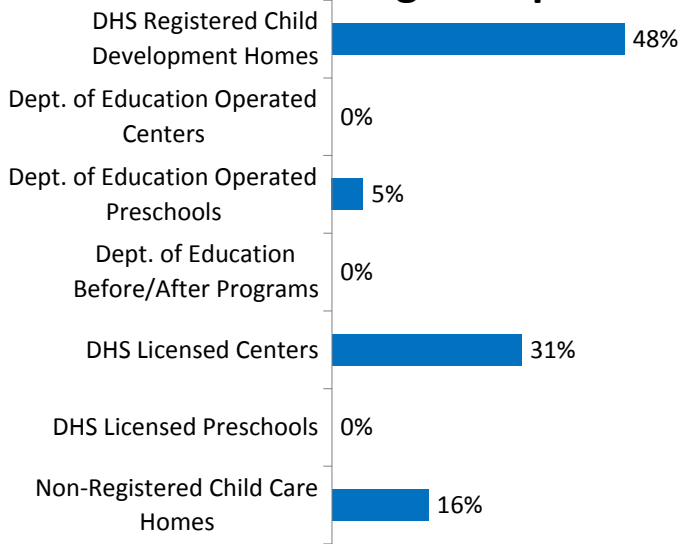 DHS Registered Child
Development Homes
48%
Dept. of Education Operated
Centers
0%
Dept. of Education Operated
Preschools
5%
Dept. of Education
Before/After Programs
0%
DHS Licensed Centers
31%
DHS Licensed Preschools
0%
Non-Registered Child Care
Homes
16%